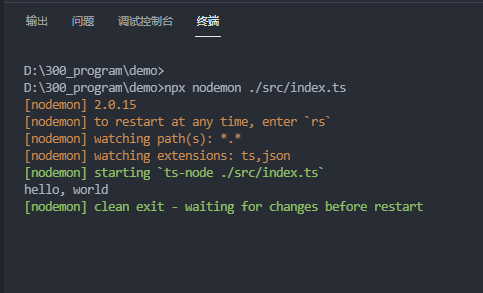 输出 问题 调试控制台 终端
D:\300_program\demo>
D:\300_program\demo>npx nodemon ./src/index.ts
[nodemon] 2.0.15
[nodemon] to restart at any time, enter `rs`
[nodemon] watching path(s): *.*
[nodemon] watching extensions: ts,json
[nodemon] starting `ts-node ./src/index.ts`
hello, world
[nodemon] clean exit - waiting for changes before restart